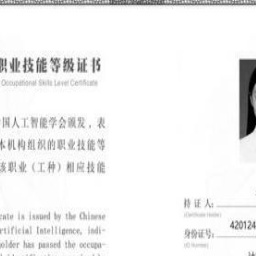 职业技能等级证书
Occupational Skills Level Certificate
国人工智能学会颁发，表
本机构组织的职业技能等
该职业（工种）相应技能
cate is issued by the Chinese
rtificial Intelligence, indi-
holder has passed the occupa-
持 证 人：
(Certificate Holder)
身份证号：
(ID Number)
420124